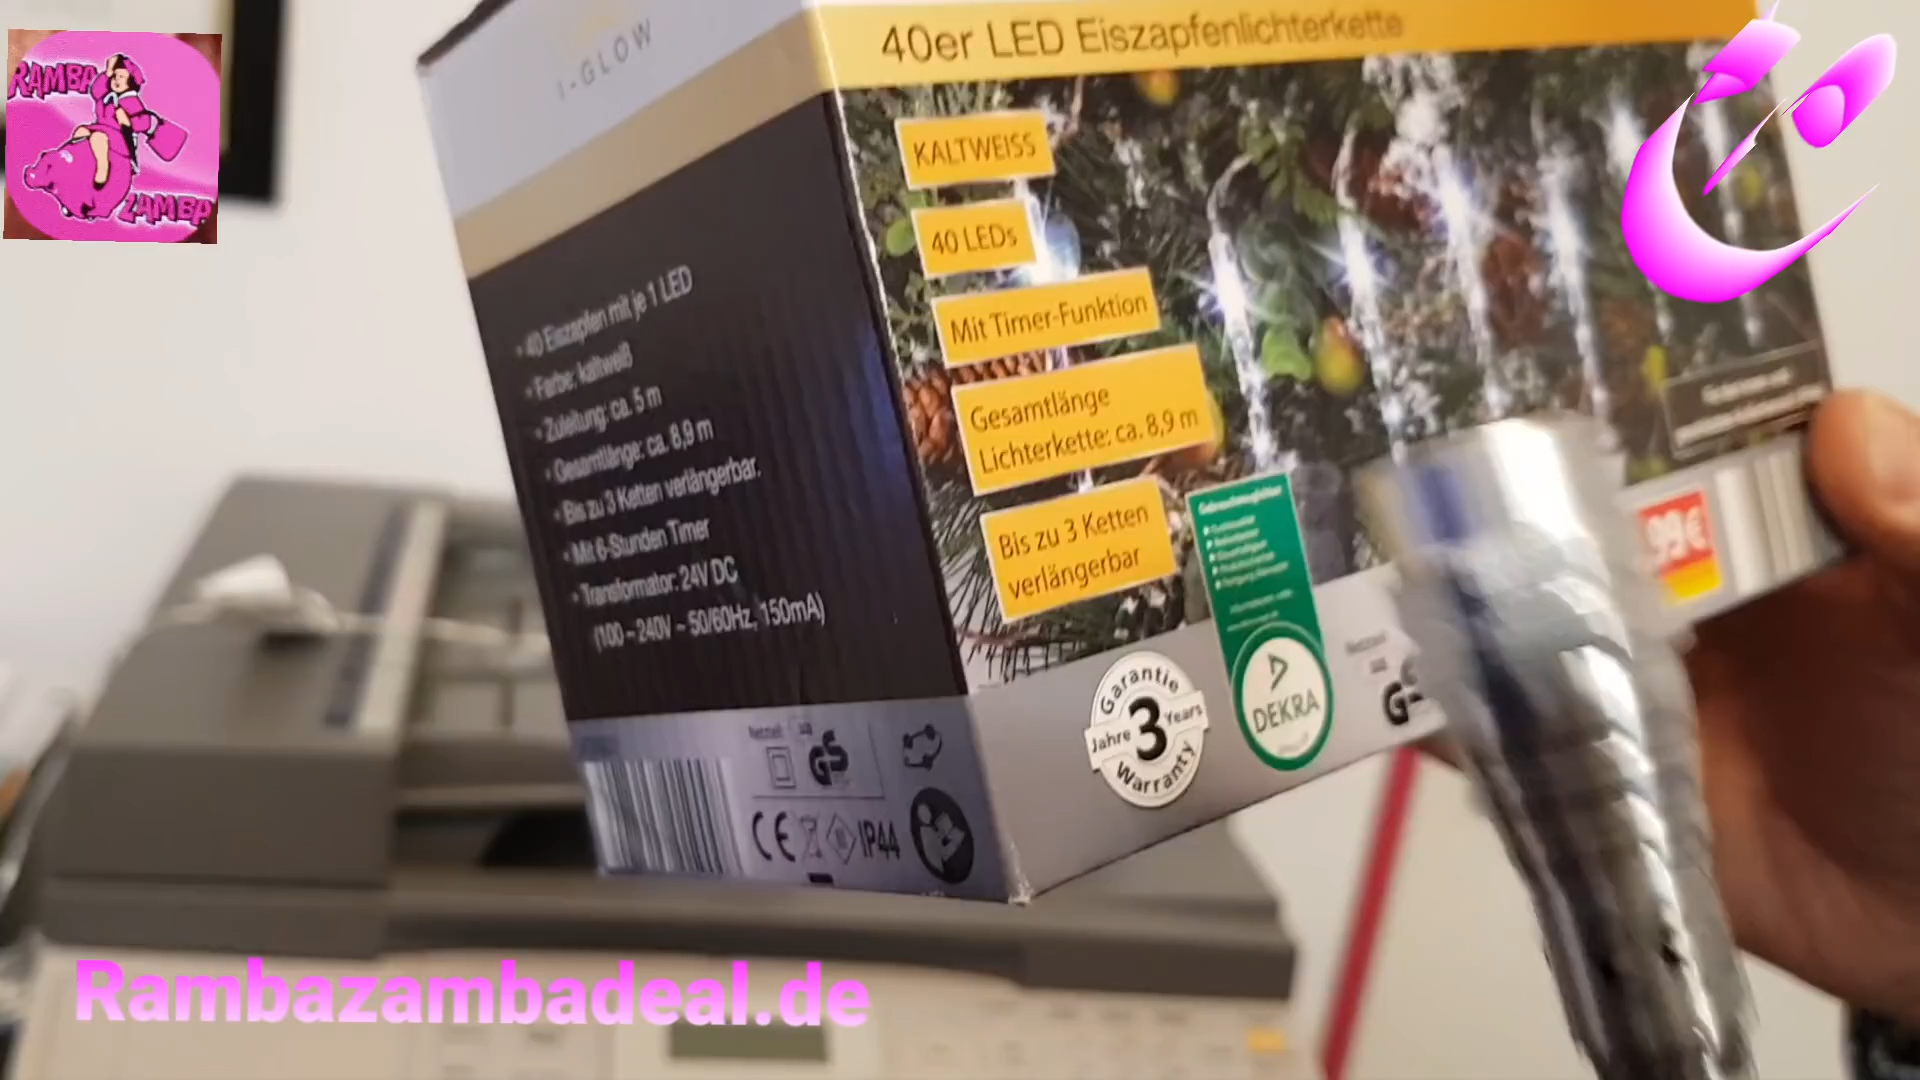 RAMBA
ZAMBA
I-GLOW
40er LED Eiszapfenlichterkette
KALTWEISS
40 LEDs
Mit Timer-Funktion
Gesamtlänge
Lichterkette: ca. 8,9 m
Bis zu 3 Ketten
verlängerbar
• 40 Eiszapfen mit je 1 LED
• Farbe: kaltweiß
• Zuleitung: ca. 5 m
• Gesamtlänge: ca. 8,9 m
• Bis zu 3 Ketten verlängerbar.
• Mit 6-Stunden Timer
• Transformator: 24V DC
(100 ~ 240V ~ 50/60Hz, 150mA)
Netzteil
GS
CE
IP44
Garantie
3
Jahre
Years
Warranty
DEKRA
Netzteil
GS
99€
Rambazambadeal.de